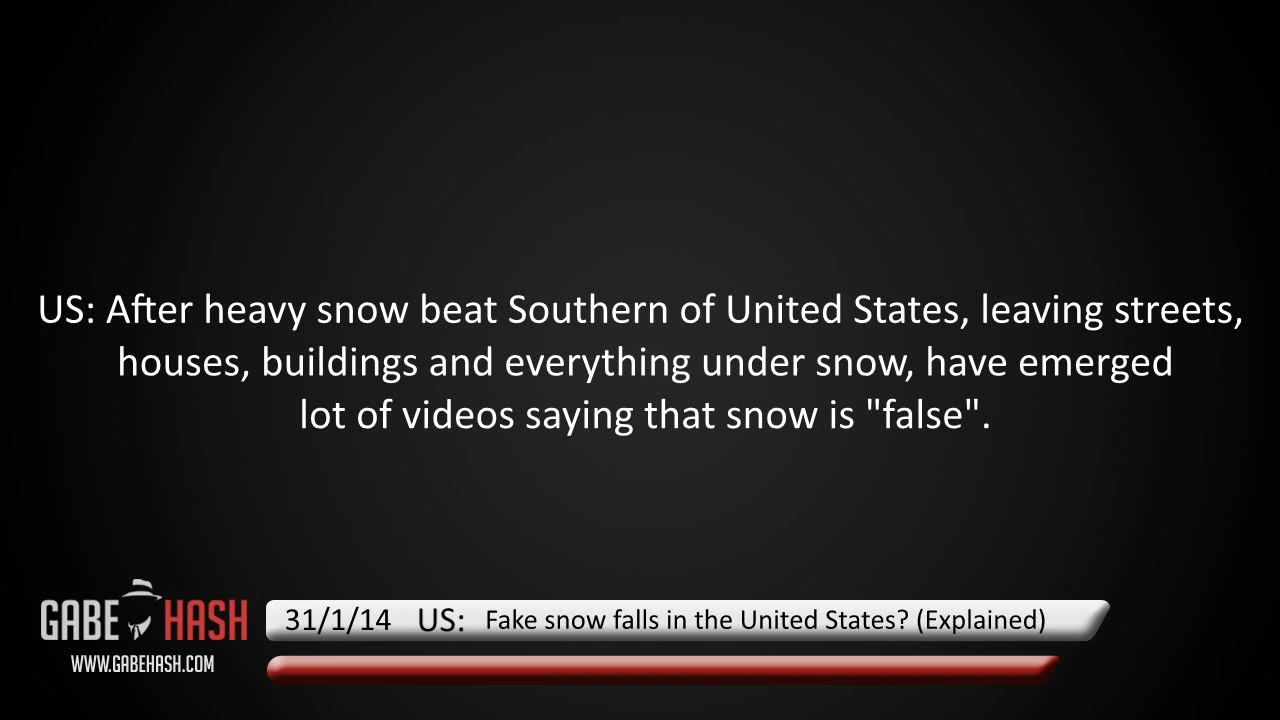 US: After heavy snow beat Southern of United States, leaving streets,
houses, buildings and everything under snow, have emerged
lot of videos saying that snow is "false".
GABE HASH
WWW.GABEHASH.COM
31/1/14 US: Fake snow falls in the United States? (Explained)